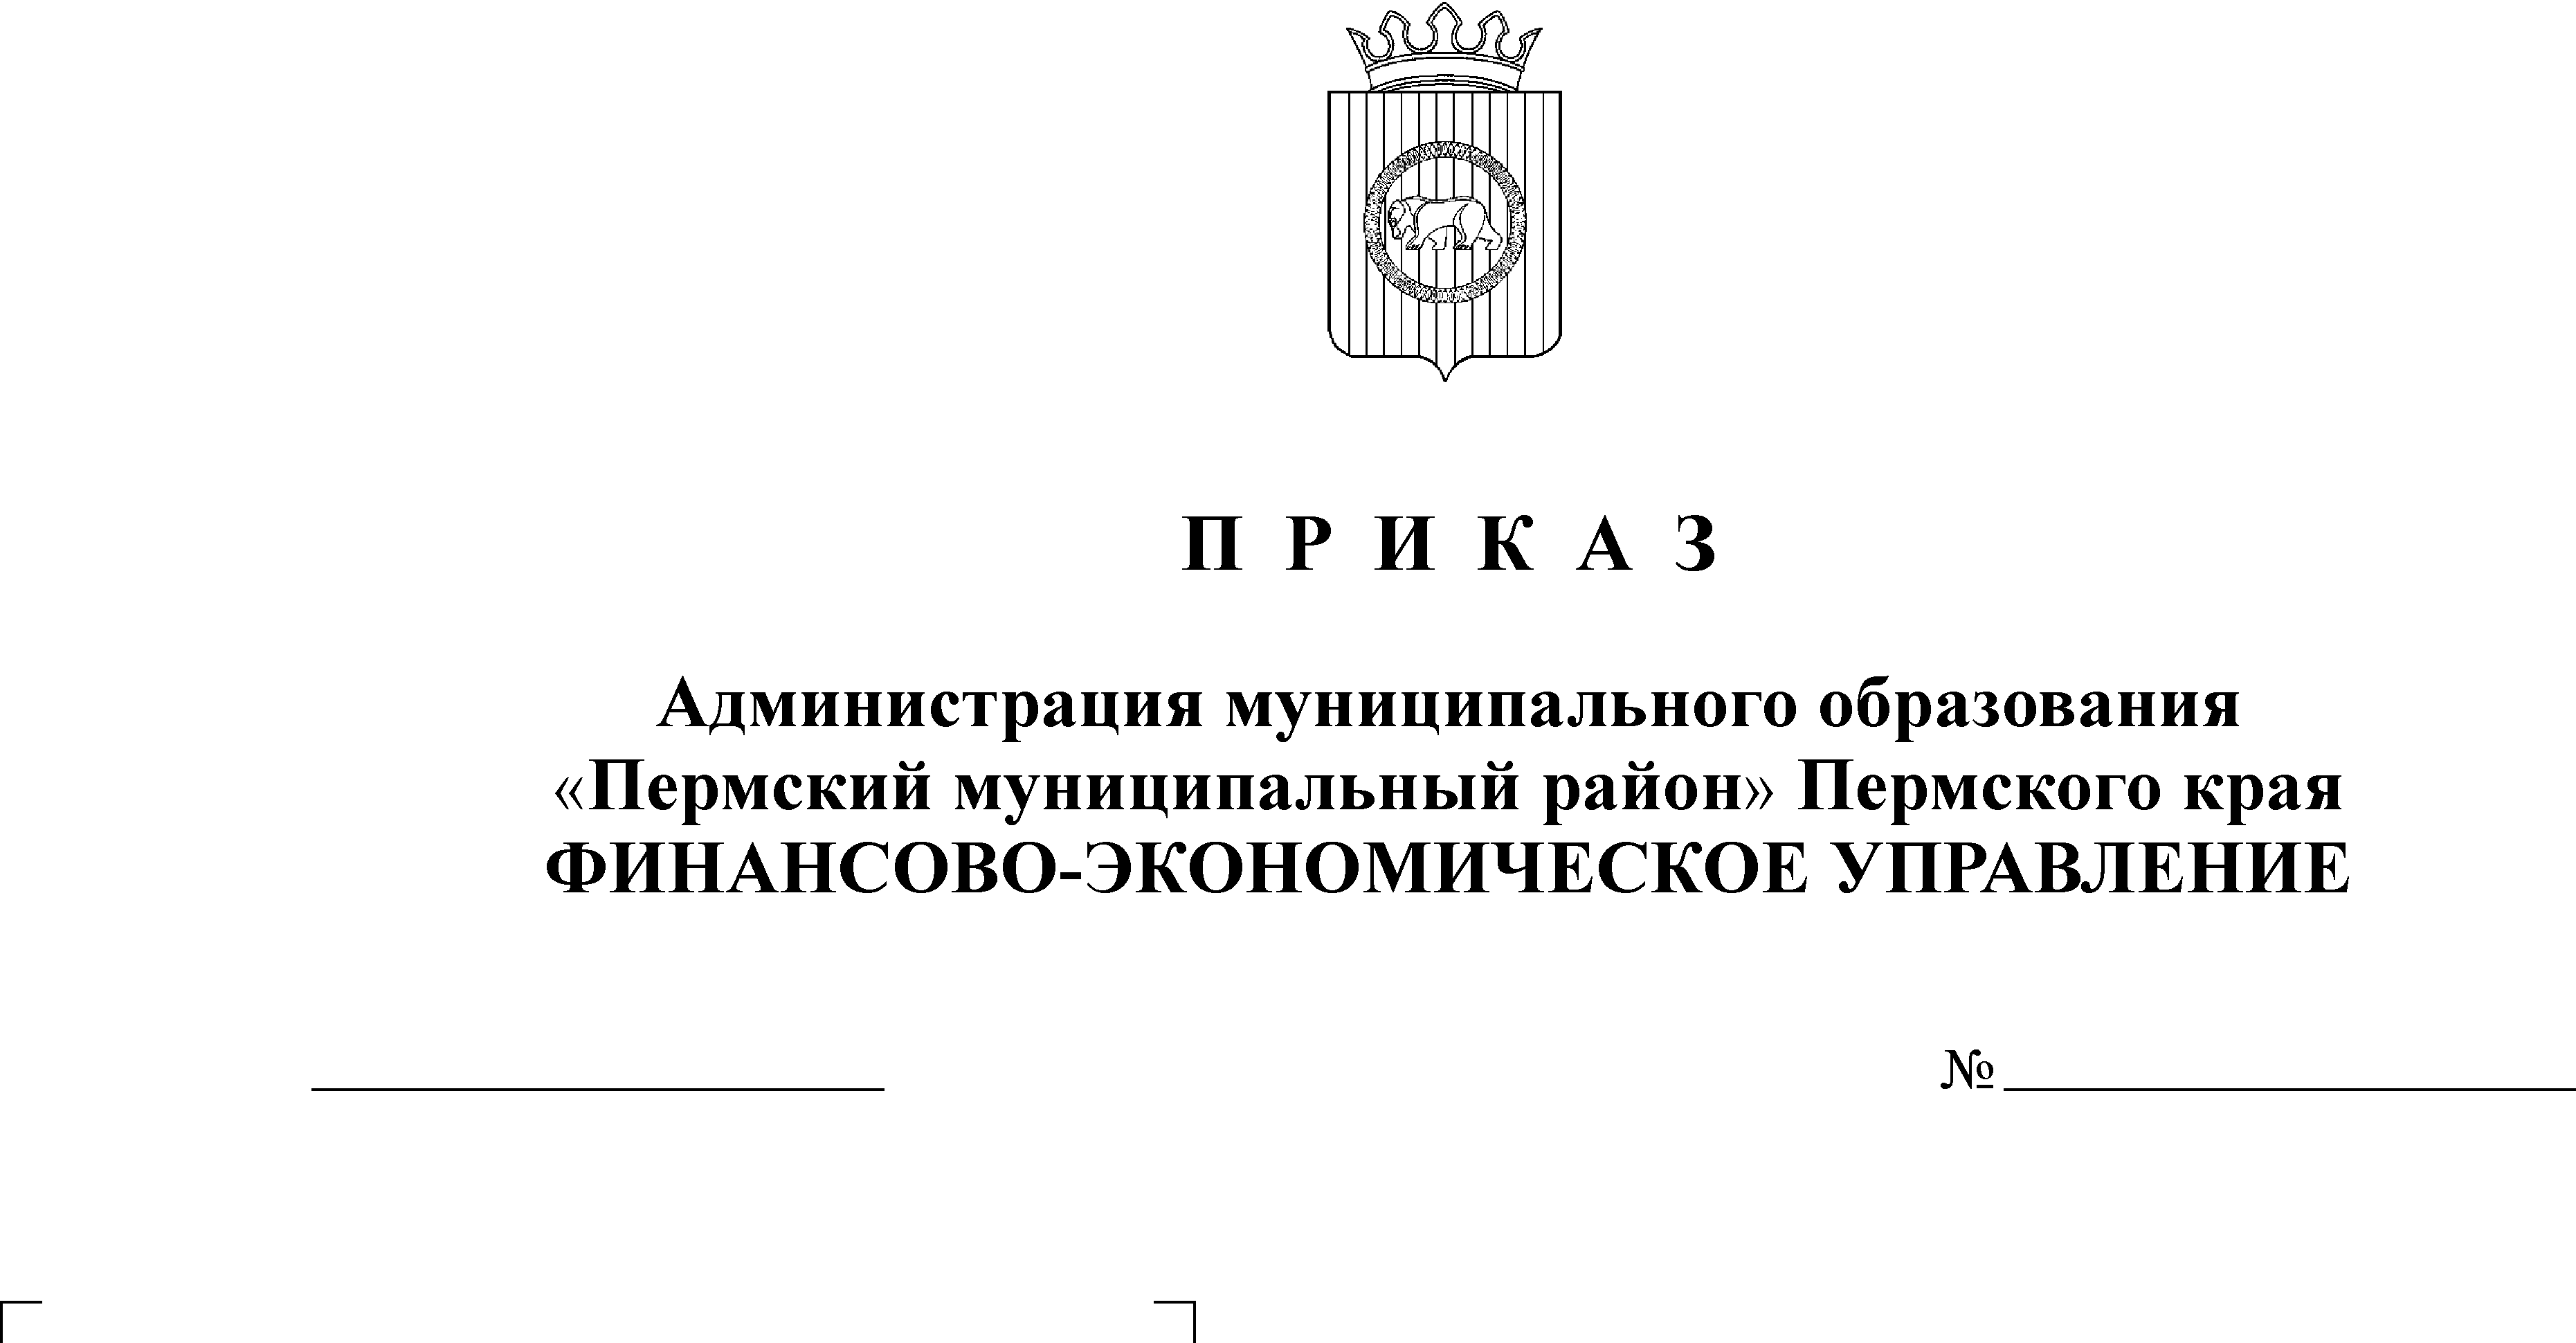 П Р И К А З
Администрация муниципального образования
«Пермский муниципальный район» Пермского края
ФИНАНСОВО-ЭКОНОМИЧЕСКОЕ УПРАВЛЕНИЕ
№